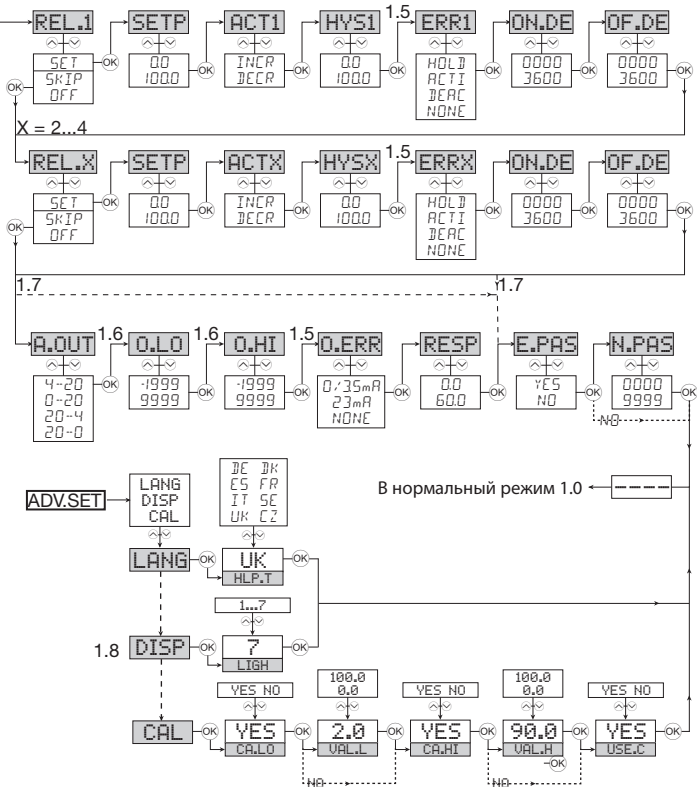 REL.1 SETP ACT1 HYS1 1.5 ERR1 ON.DE OF.DE
SET 0.0 INCR 0.0 HOLD 0000 0000
SKIP 100.0 DECR 100.0 ACTI 3600 3600
OFF DEAC
NONE
OK OK OK OK OK OK OK OK
X = 2...4
REL.X SETP ACTX HYSX 1.5 ERRX ON.DE OF.DE
SET 0.0 INCR 0.0 HOLD 0000 0000
SKIP 100.0 DECR 100.0 ACTI 3600 3600
OFF DEAC
NONE
OK OK OK OK OK OK OK OK
1.7 1.7
A.OUT 1.6 O.LO 1.6 O.HI 1.5 O.ERR RESP E.PAS N.PAS
4-20 -1999 -1999 0/3.5mA 0.0 YES 0000
0-20 9999 9999 23mA 60.0 NO 9999
20-4 NONE
20-0
OK OK OK OK OK OK OK
NO
В нормальный режим 1.0 ----
ADV.SET
LANG
DISP
CAL
DE DK
ES FR
IT SE
UK CZ
LANG OK UK OK
HLP.T
1...7
1.8 DISP OK 7 OK
LIGH
YES NO 100.0 YES NO 100.0 YES NO
0.0 0.0
CAL OK YES OK 2.0 OK YES OK 90.0 OK YES OK
CA.LO VAL.L CA.HI VAL.H USE.C
OK
NO NO